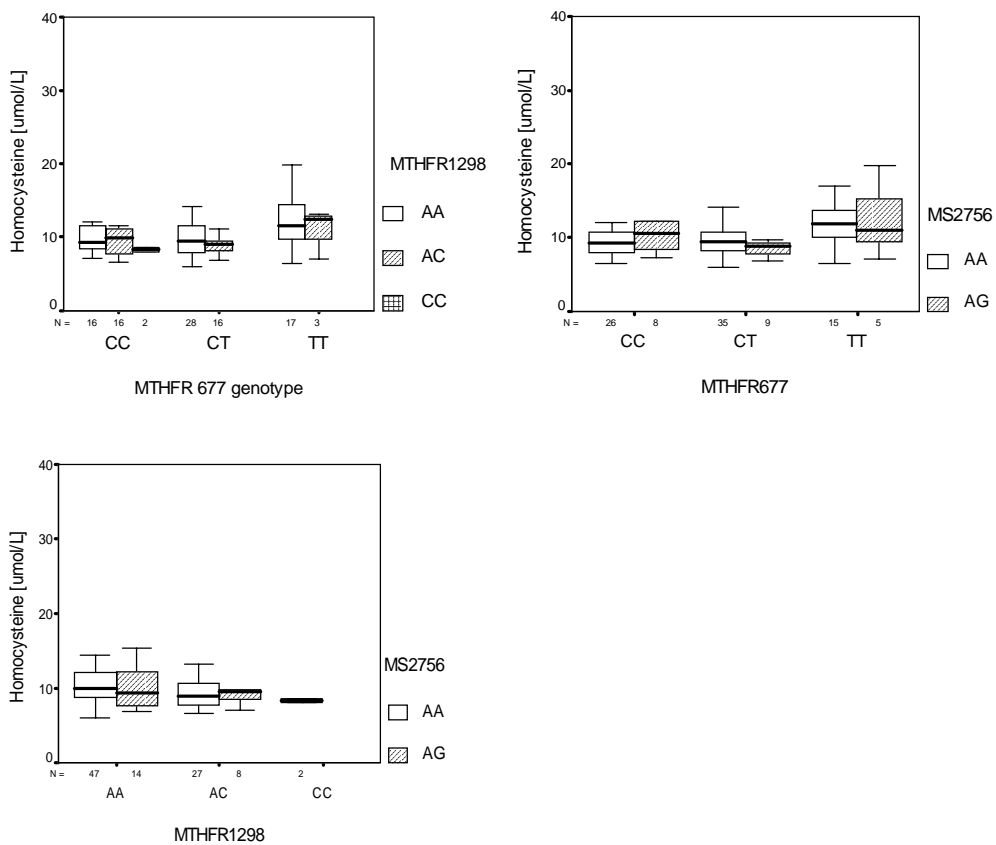 Homocysteine [umol/L]
40
30
20
10
0
N = 16 16 2 28 16 17 3
CC CT TT
MTHFR 677 genotype
MTHFR1298
AA
AC
CC
Homocysteine [umol/L]
40
30
20
10
0
N = 26 8 35 9 15 5
CC CT TT
MTHFR677
MS2756
AA
AG
Homocysteine [umol/L]
40
30
20
10
0
N = 47 14 27 8 2
AA AC CC
MTHFR1298
MS2756
AA
AG